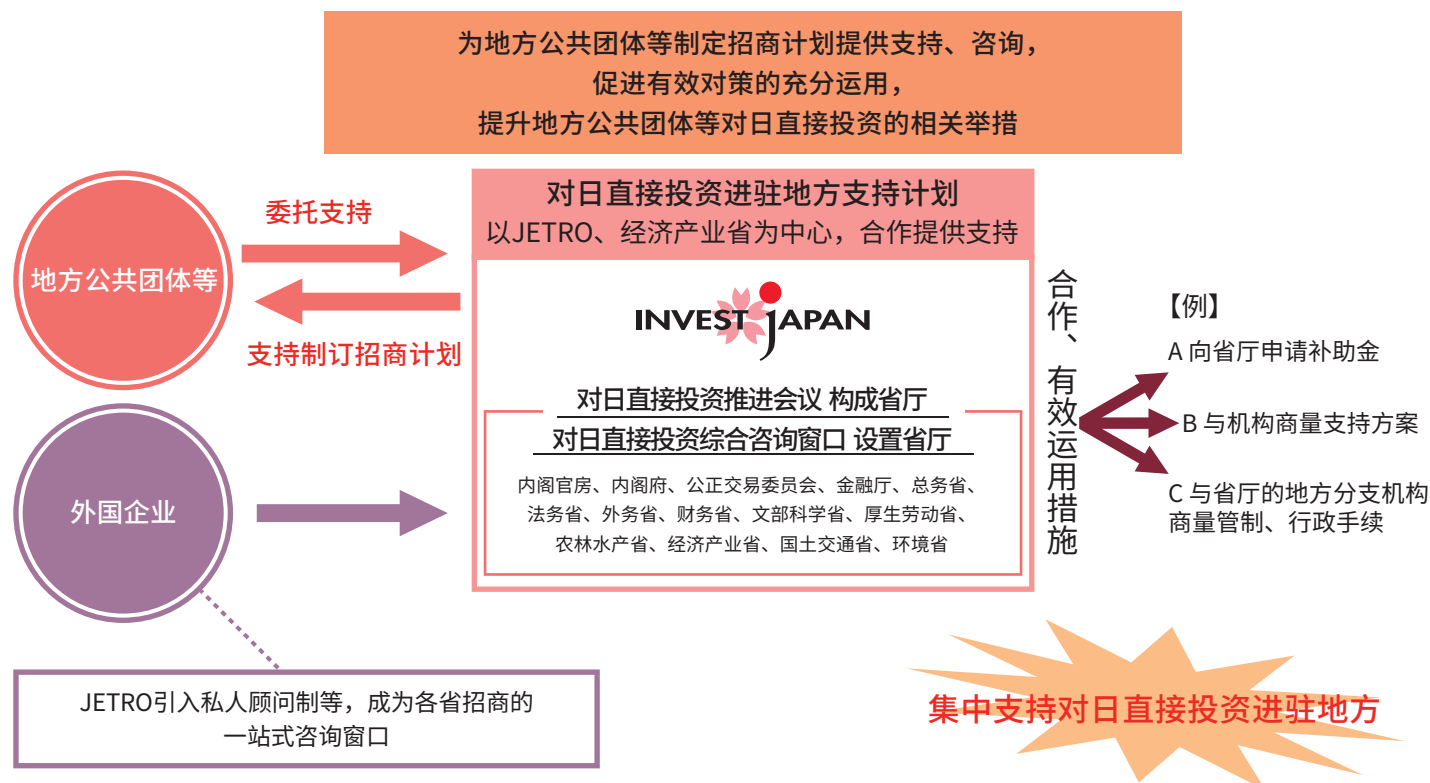 为地方公共团体等制定招商计划提供支持、咨询，
促进有效对策的充分运用，
提升地方公共团体等对日直接投资的相关举措
地方公共团体等
委托支持
支持制订招商计划
外国企业
JETRO引入私人顾问制等，成为各省招商的
一站式咨询窗口
对日直接投资进驻地方支持计划
以JETRO、经济产业省为中心，合作提供支持
INVEST JAPAN
对日直接投资推进会议 构成省厅
对日直接投资综合咨询窗口 设置省厅
内阁官房、内阁府、公正交易委员会、金融厅、总务省、
法务省、外务省、财务省、文部科学省、厚生劳动省、
农林水产省、经济产业省、国土交通省、环境省
合作、有效运用措施
【例】
A 向省厅申请补助金
B 与机构商量支持方案
C 与省厅的地方分支机构
商量管制、行政手续
集中支持对日直接投资进驻地方